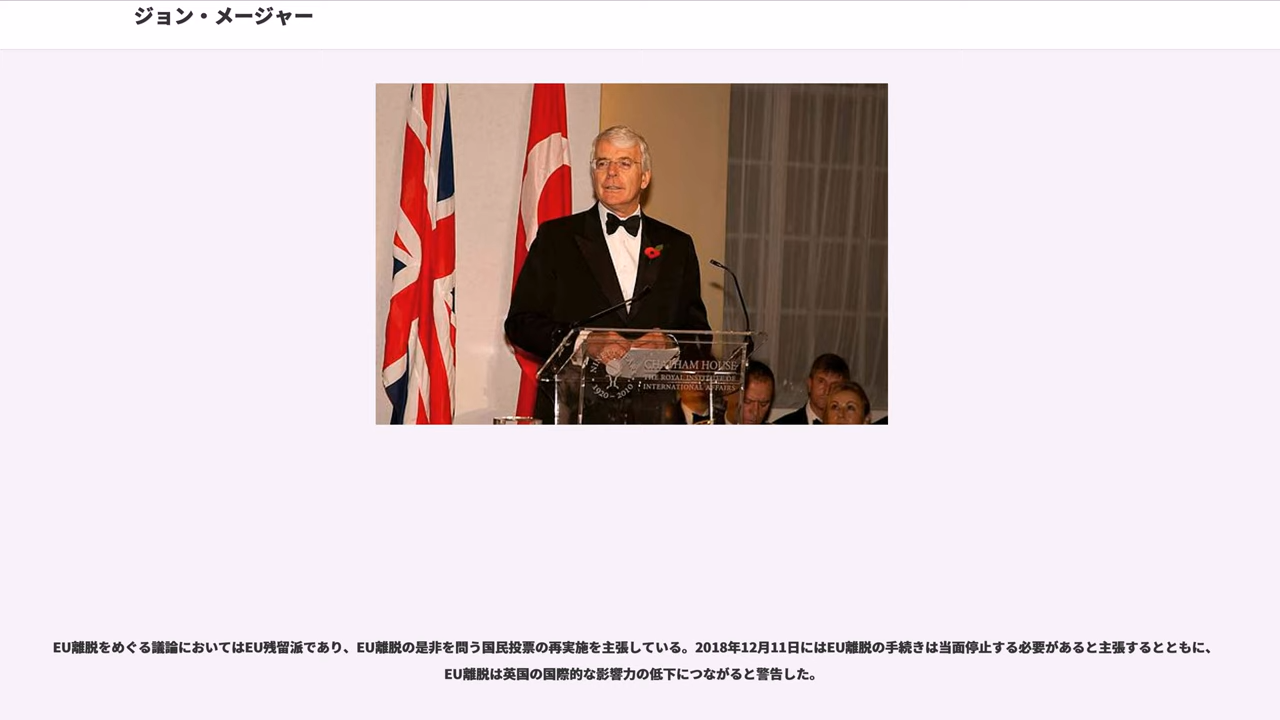 ジョン・メージャー
CHATHAM HOUSE
THE ROYAL INSTITUTE OF
INTERNATIONAL AFFAIRS
1920 – 2010
EU離脱をめぐる議論においてはEU残留派であり、EU離脱の是非を問う国民投票の再実施を主張している。2018年12月11日にはEU離脱の手続きは当面停止する必要があると主張するとともに、
EU離脱は英国の国際的な影響力の低下につながると警告した。